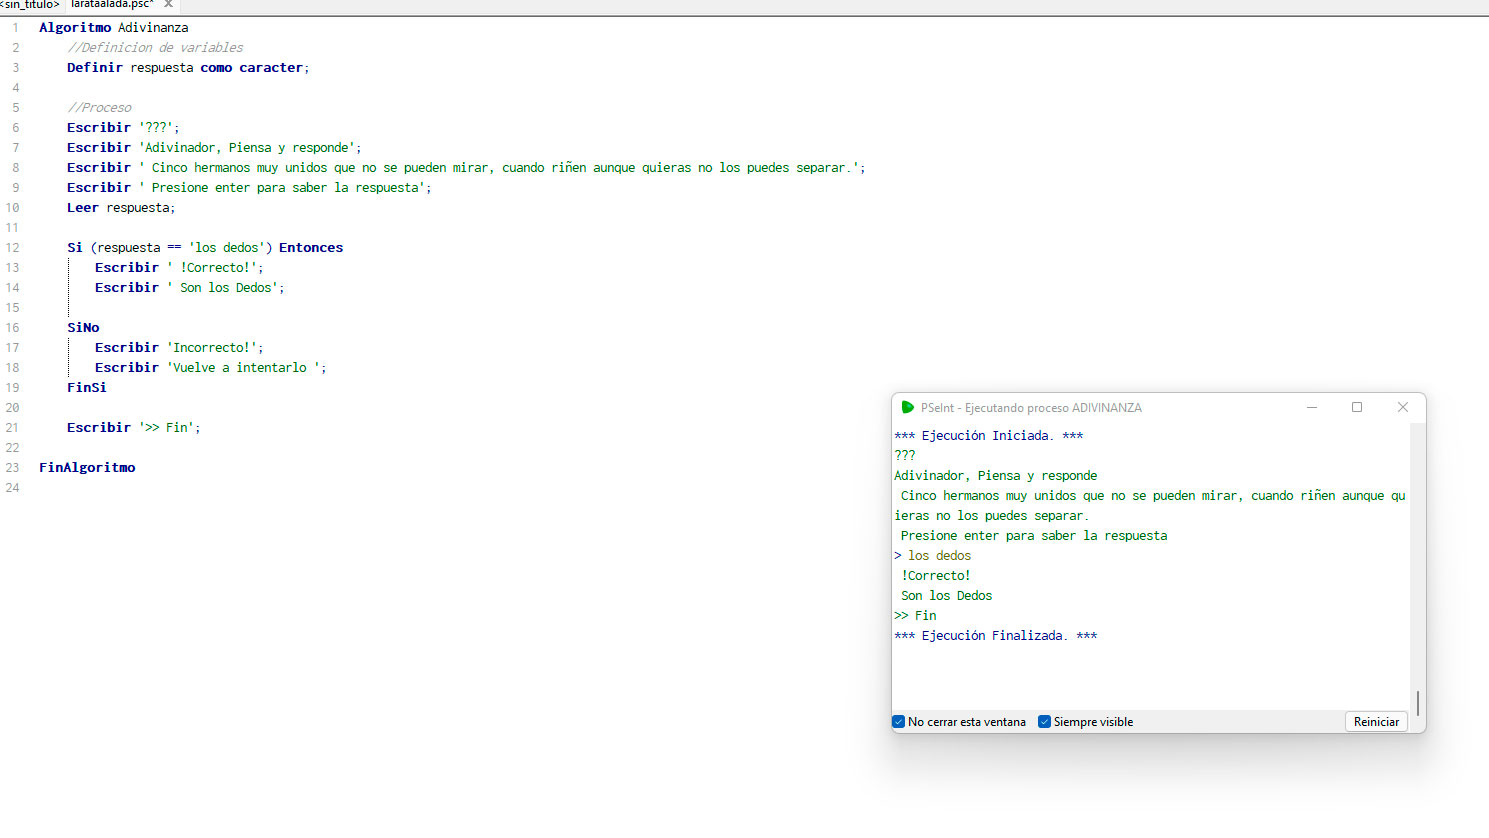 <sin_titulo> larataalada.psc* X
1 Algoritmo Adivinanza
2 //Definicion de variables
3 Definir respuesta como caracter;
4
5 //Proceso
6 Escribir '???';
7 Escribir 'Adivinador, Piensa y responde';
8 Escribir ' Cinco hermanos muy unidos que no se pueden mirar, cuando riñen aunque quieras no los puedes separar.';
9 Escribir ' Presione enter para saber la respuesta';
10 Leer respuesta;
11
12 Si (respuesta == 'los dedos') Entonces
13 Escribir ' !Correcto!';
14 Escribir ' Son los Dedos';
15
16 SiNo
17 Escribir 'Incorrecto!';
18 Escribir 'Vuelve a intentarlo ';
19 FinSi
20
21 Escribir '>> Fin';
22
23 FinAlgoritmo
24
PSeInt - Ejecutando proceso ADIVINANZA
*** Ejecución Iniciada. ***
???
Adivinador, Piensa y responde
Cinco hermanos muy unidos que no se pueden mirar, cuando riñen aunque qu
ieras no los puedes separar.
Presione enter para saber la respuesta
> los dedos
!Correcto!
Son los Dedos
>> Fin
*** Ejecución Finalizada. ***
No cerrar esta ventana Siempre visible Reiniciar